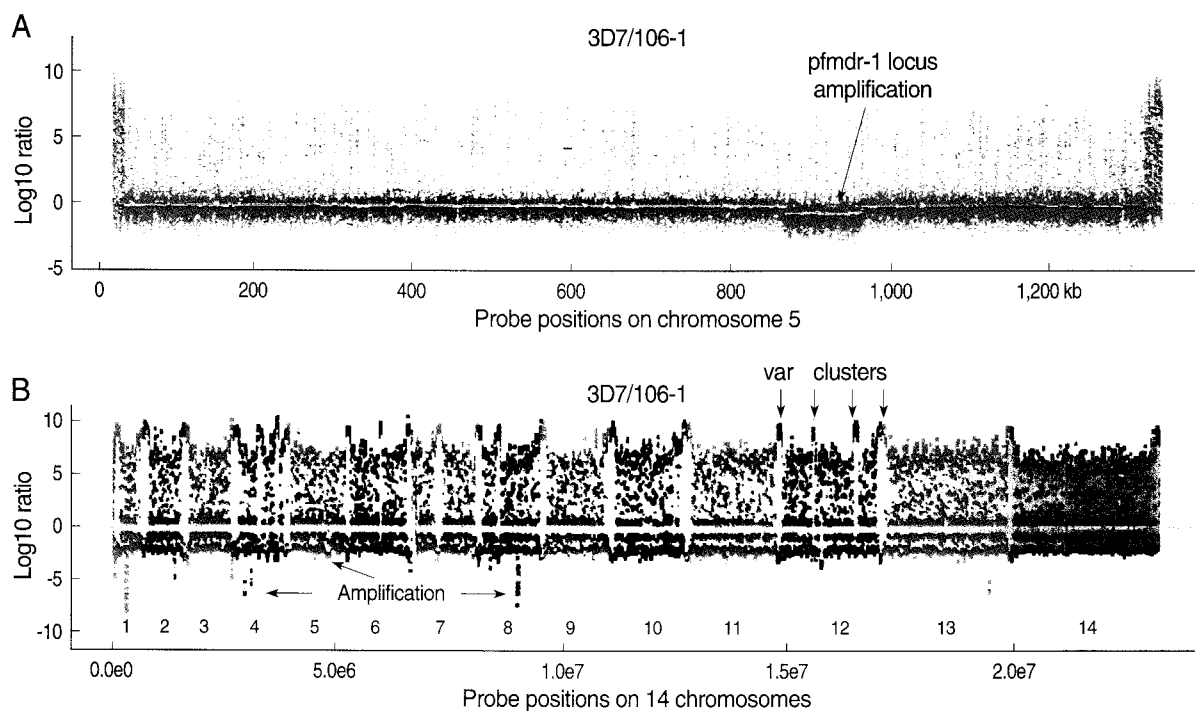 A
3D7/106-1
pfmdr-1 locus
amplification
Log10 ratio
10
5
0
-5
0 200 400 600 800 1,000 1,200 kb
Probe positions on chromosome 5
B
3D7/106-1
var clusters
Log10 ratio
10
5
0
-5
-10
Amplification
1 2 3 4 5 6 7 8 9 10 11 12 13 14
0.0e0 5.0e6 1.0e7 1.5e7 2.0e7
Probe positions on 14 chromosomes